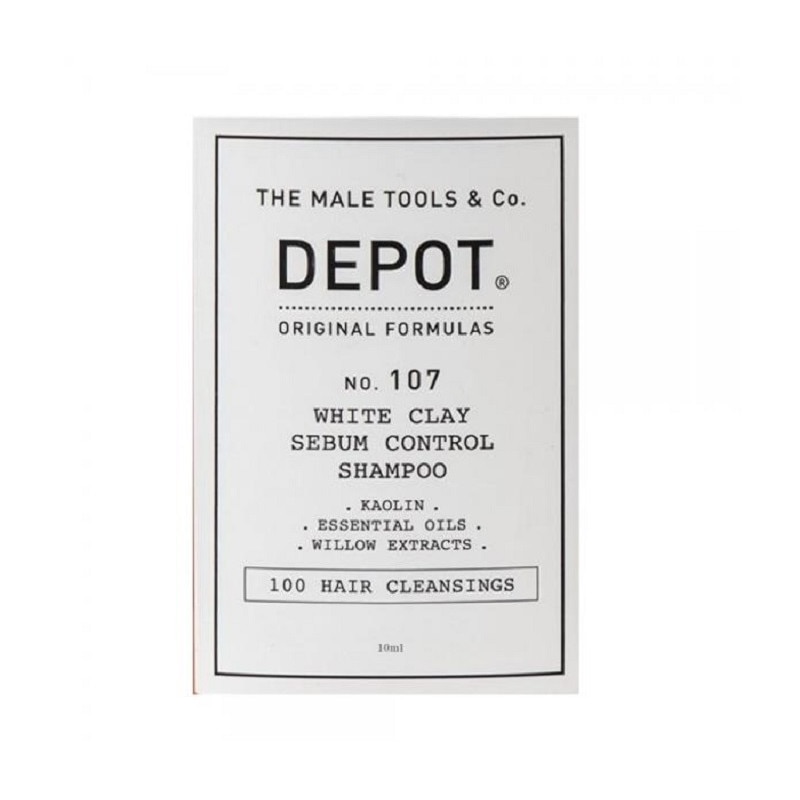 THE MALE TOOLS & Co.
DEPOT®
ORIGINAL FORMULAS
NO. 107
WHITE CLAY
SEBUM CONTROL
SHAMPOO
. KAOLIN .
. ESSENTIAL OILS .
. WILLOW EXTRACTS .
100 HAIR CLEANSINGS
10ml